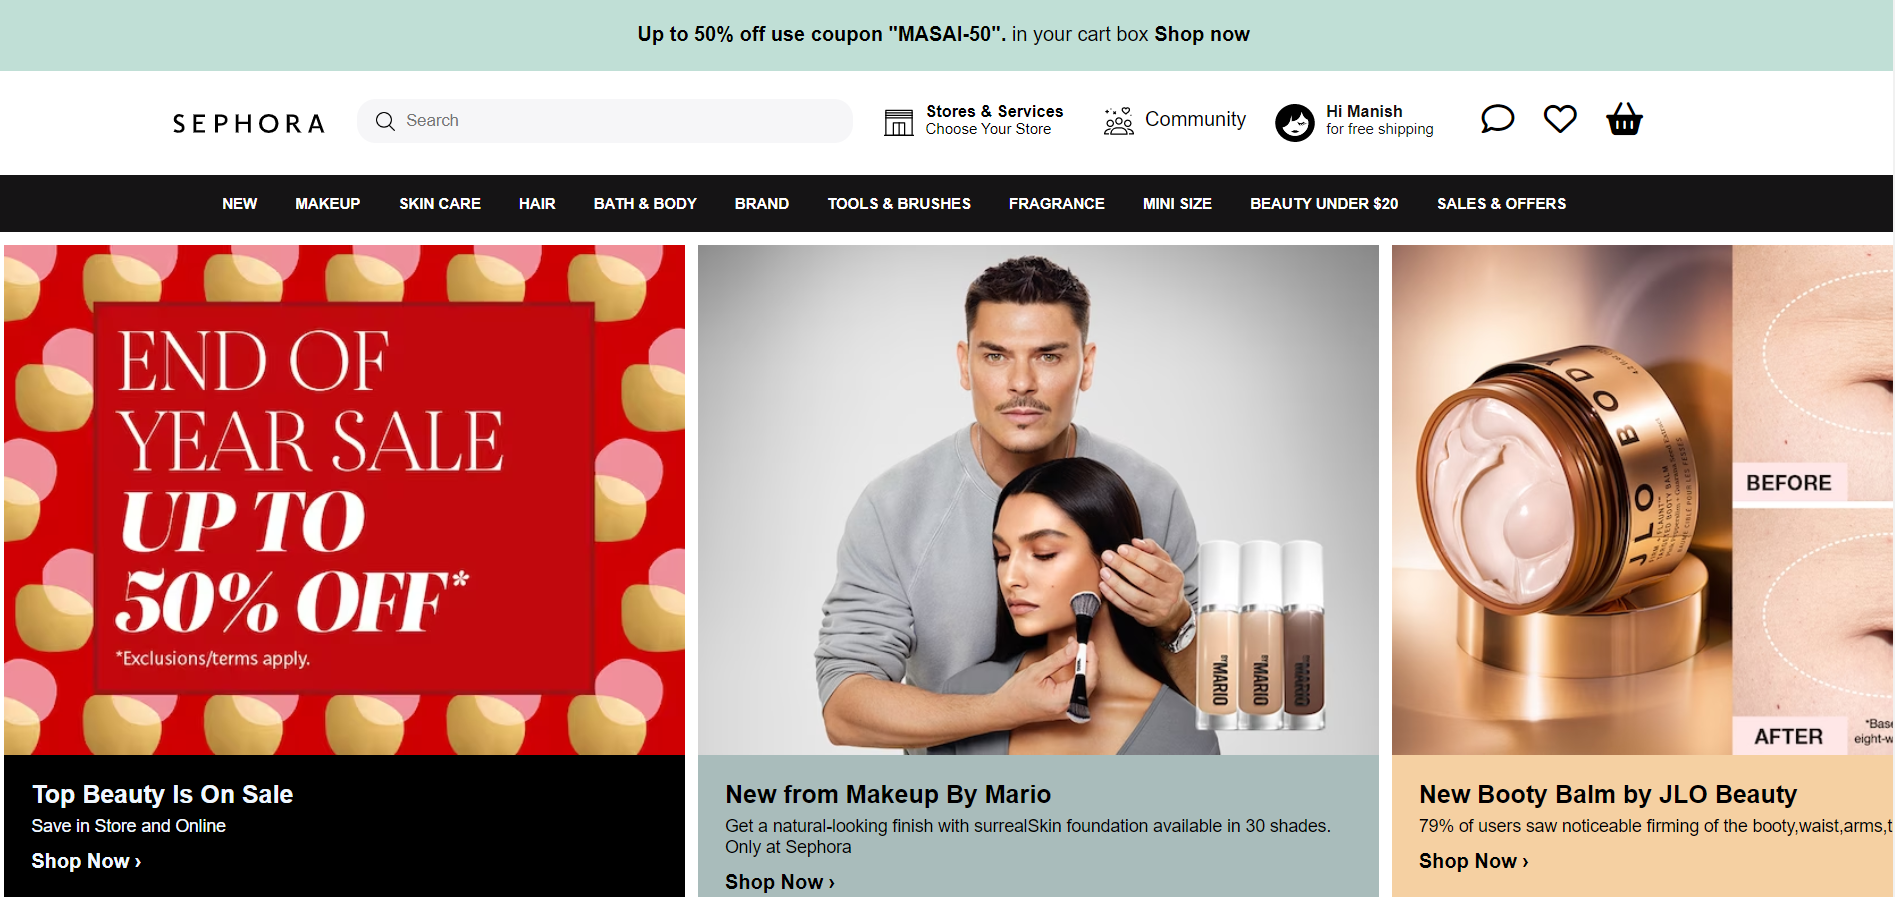 Up to 50% off use coupon "MASAI-50". in your cart box Shop now
SEPHORA
Search
Stores & Services
Choose Your Store
Community
Hi Manish
for free shipping
NEW MAKEUP SKIN CARE HAIR BATH & BODY BRAND TOOLS & BRUSHES FRAGRANCE MINI SIZE BEAUTY UNDER $20 SALES & OFFERS
END OF
YEAR SALE
UP TO
50% OFF*
*Exclusions/terms apply.
Top Beauty Is On Sale
Save in Store and Online
Shop Now ›
BY MARIO
BY MARIO
MARIO
New from Makeup By Mario
Get a natural-looking finish with surrealSkin foundation available in 30 shades.
Only at Sephora
Shop Now ›
JLO BODY
BEFORE
AFTER
*Base
eight-w
New Booty Balm by JLO Beauty
79% of users saw noticeable firming of the booty,waist,arms,t
Shop Now ›